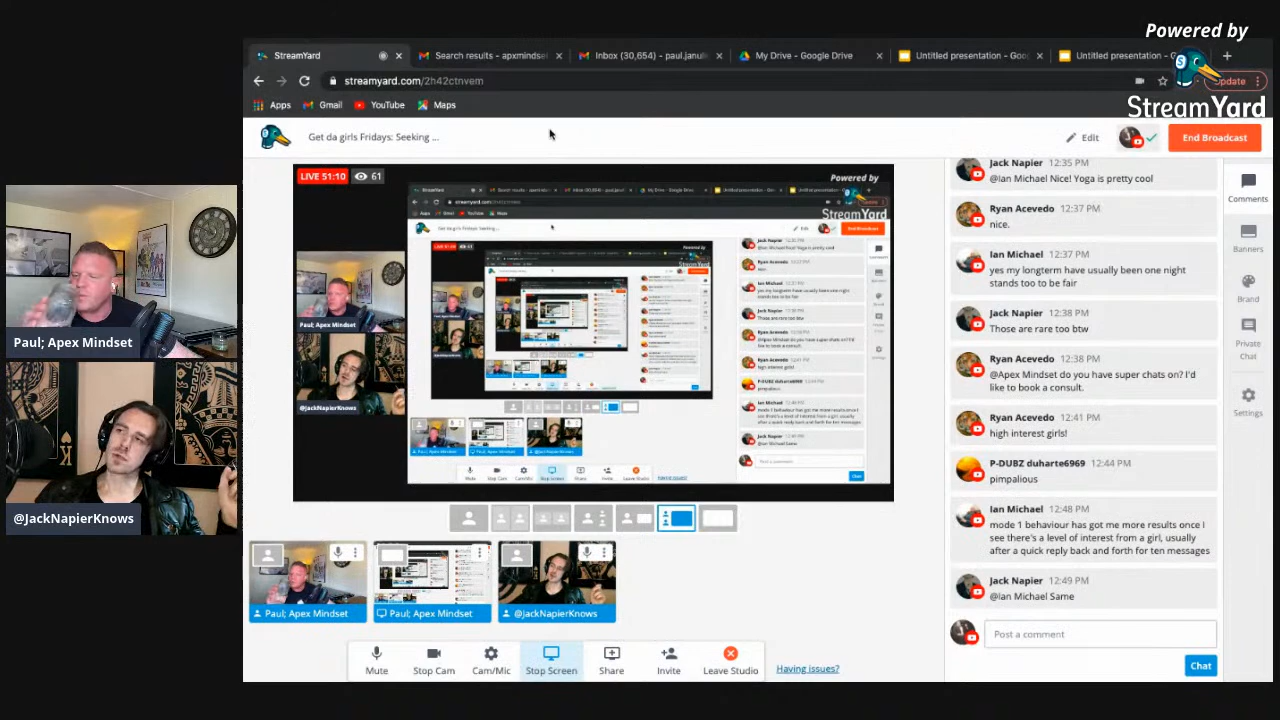 Powered by
StreamYard
StreamYard
Search results - apxmindset
Inbox (30,654) - paul.janul
My Drive - Google Drive
Untitled presentation - Goo
Untitled presentation - G
streamyard.com/2h42ctnvem
Update
Apps
Gmail
YouTube
Maps
Get da girls Fridays: Seeking ...
Edit
End Broadcast
LIVE 51:10
61
Powered by
StreamYard
Paul; Apex Mindset
@JackNapierKnows
Paul; Apex Mindset
@JackNapierKnows
Jack Napier 12:35 PM
@Ian Michael Nice! Yoga is pretty cool
Ryan Acevedo 12:37 PM
nice.
Ian Michael 12:37 PM
yes my longterm have usually been one night
stands too to be fair
Jack Napier 12:38 PM
Those are rare too btw
Ryan Acevedo 12:38 PM
@Apex Mindset do you have super chats on? I'd
like to book a consult.
Ryan Acevedo 12:41 PM
high interest girls!
P-DUBZ duharte6969 12:44 PM
pimpalious
Ian Michael 12:48 PM
mode 1 behaviour has got me more results once I
see there's a level of interest from a girl, usually
after a quick reply back and forth for ten messages
Jack Napier 12:49 PM
@Ian Michael Same
Post a comment
Chat
Comments
Banners
Brand
Private
Chat
Settings
Paul; Apex Mindset
Paul; Apex Mindset
@JackNapierKnows
Mute
Stop Cam
Cam/Mic
Stop Screen
Share
Invite
Leave Studio
Having issues?